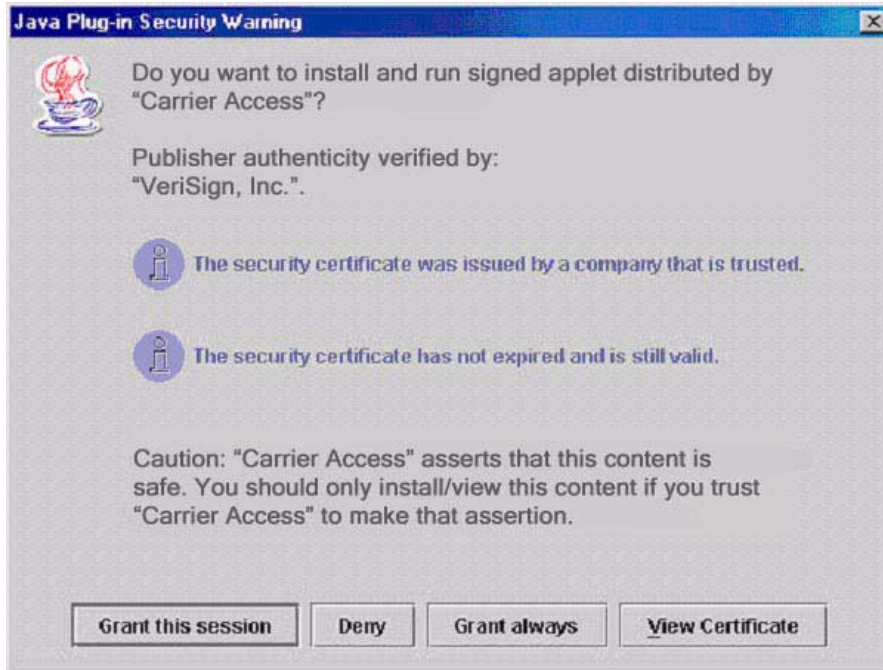 Java Plug-in Security Warning
Do you want to install and run signed applet distributed by
“Carrier Access”?
Publisher authenticity verified by:
“VeriSign, Inc.”.
The security certificate was issued by a company that is trusted.
The security certificate has not expired and is still valid.
Caution: “Carrier Access” asserts that this content is
safe. You should only install/view this content if you trust
“Carrier Access” to make that assertion.
Grant this session Deny Grant always View Certificate